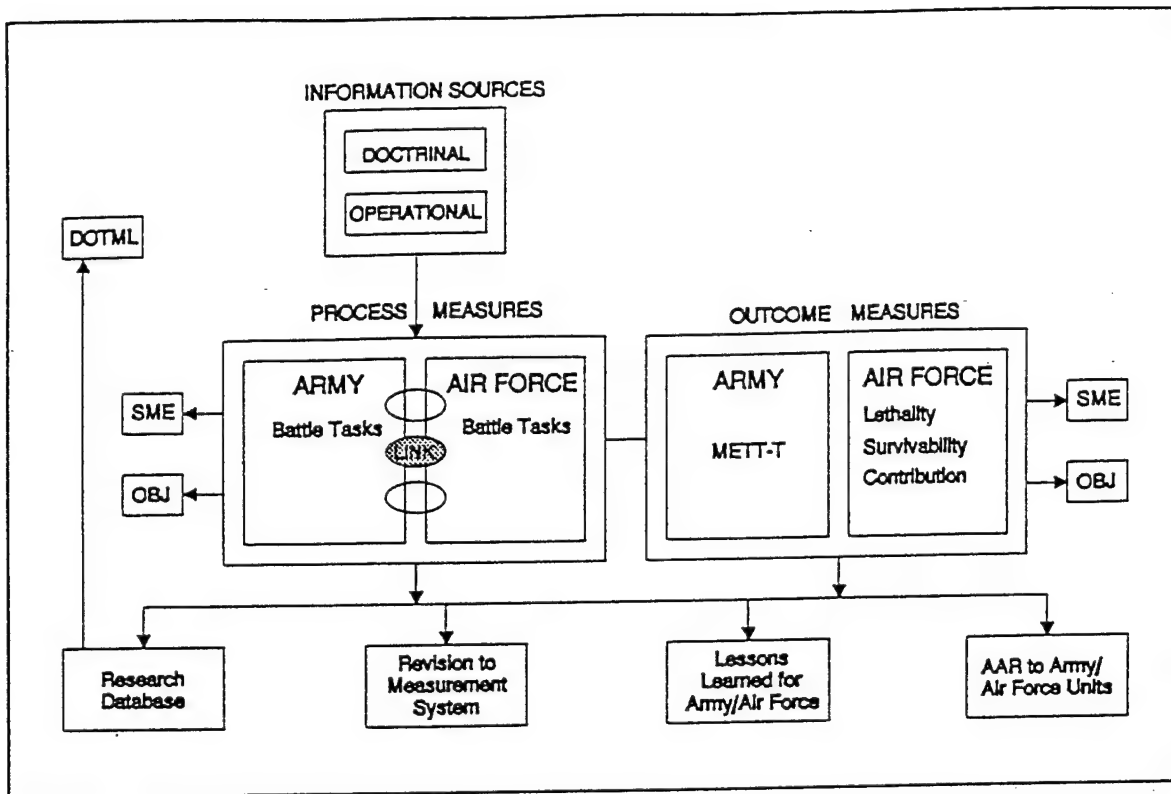 INFORMATION SOURCES
DOCTRINAL
OPERATIONAL
DOTML
PROCESS MEASURES
OUTCOME MEASURES
ARMY
Battle Tasks
AIR FORCE
Battle Tasks
LINK
SME
OBJ
ARMY
METT-T
AIR FORCE
Lethality
Survivability
Contribution
SME
OBJ
Research
Database
Revision to
Measurement
System
Lessons
Learned for
Army/Air Force
AAR to Army/
Air Force Units